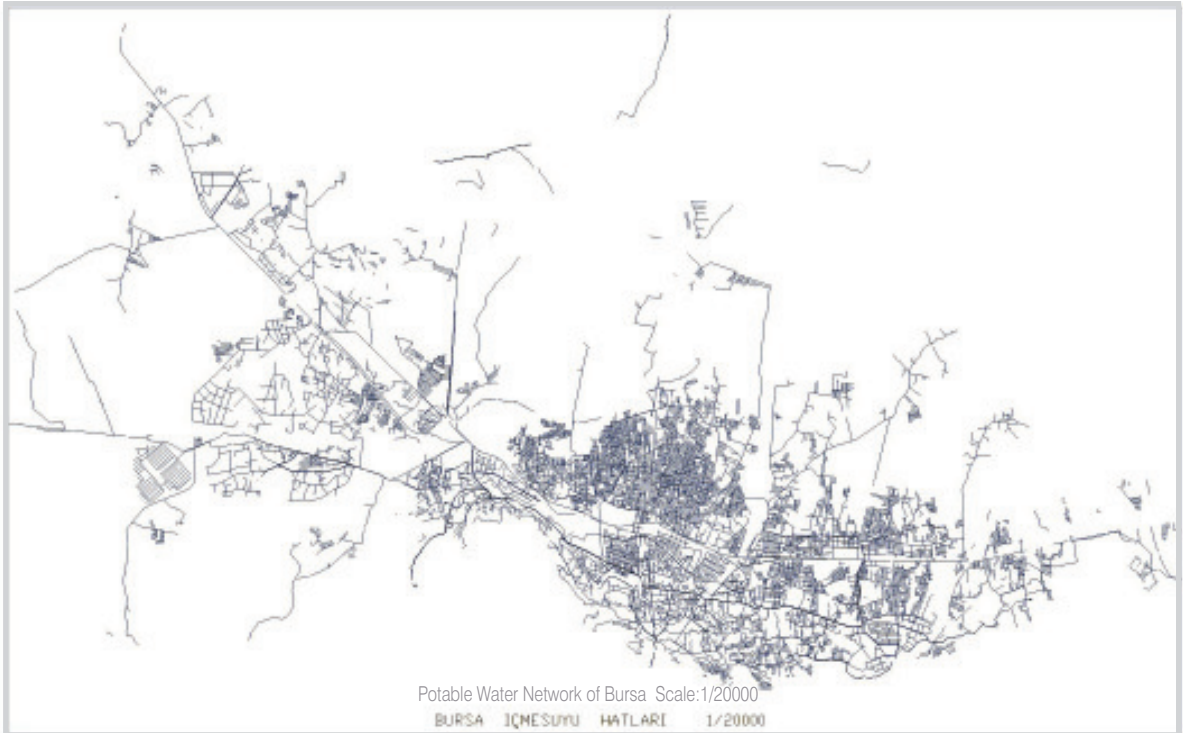 Potable Water Network of Bursa Scale:1/20000
BURSA IÇMESUYU HATLARI 1/20000